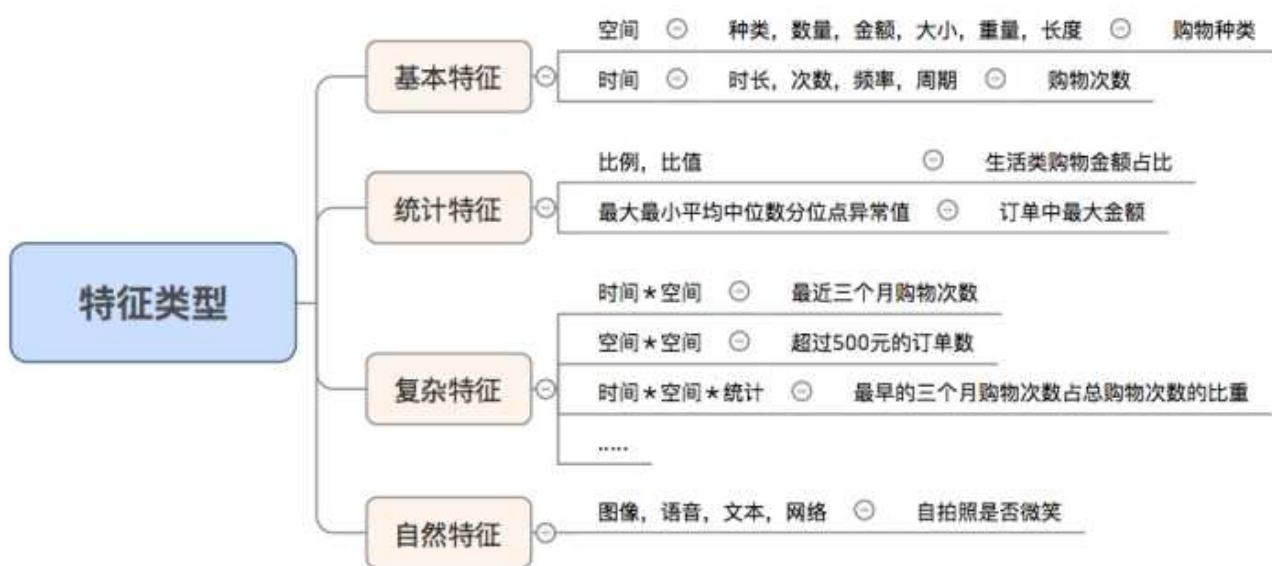 特征类型
基本特征
空间 种类，数量，金额，大小，重量，长度 购物种类
时间 时长，次数，频率，周期 购物次数
统计特征
比例，比值 生活类购物金额占比
最大最小平均中位数分位点异常值 订单中最大金额
复杂特征
时间*空间 最近三个月购物次数
空间*空间 超过500元的订单数
时间*空间*统计 最早的三个月购物次数占总购物次数的比重
.....
自然特征
图像，语音，文本，网络 自拍照是否微笑